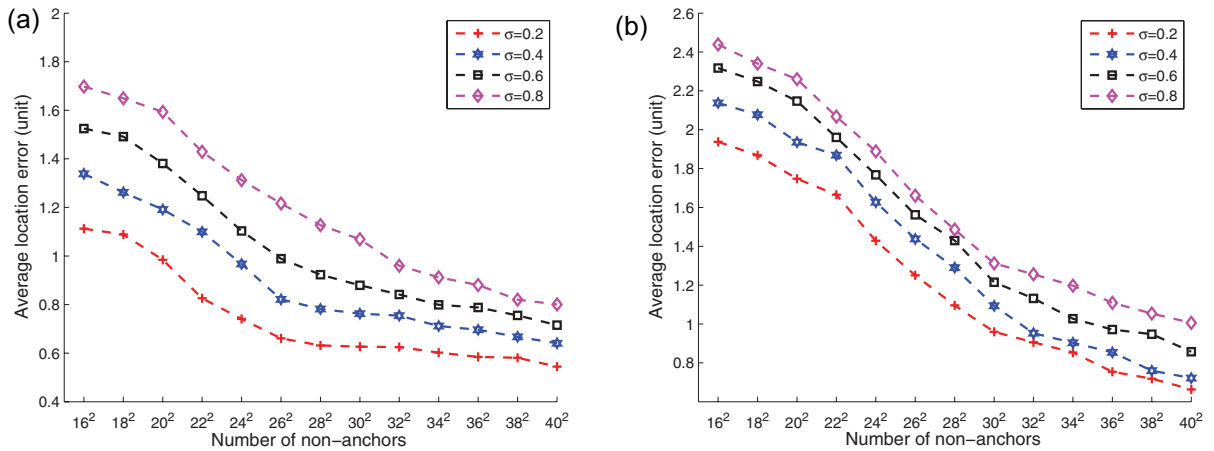 (a)
Average location error (unit)
2
1.8
1.6
1.4
1.2
1
0.8
0.6
0.4
σ=0.2
σ=0.4
σ=0.6
σ=0.8
16² 18² 20² 22² 24² 26² 28² 30² 32² 34² 36² 38² 40²
Number of non−anchors
(b)
Average location error (unit)
2.6
2.4
2.2
2
1.8
1.6
1.4
1.2
1
0.8
σ=0.2
σ=0.4
σ=0.6
σ=0.8
16² 18² 20² 22² 24² 26² 28² 30² 32² 34² 36² 38² 40²
Number of non−anchors